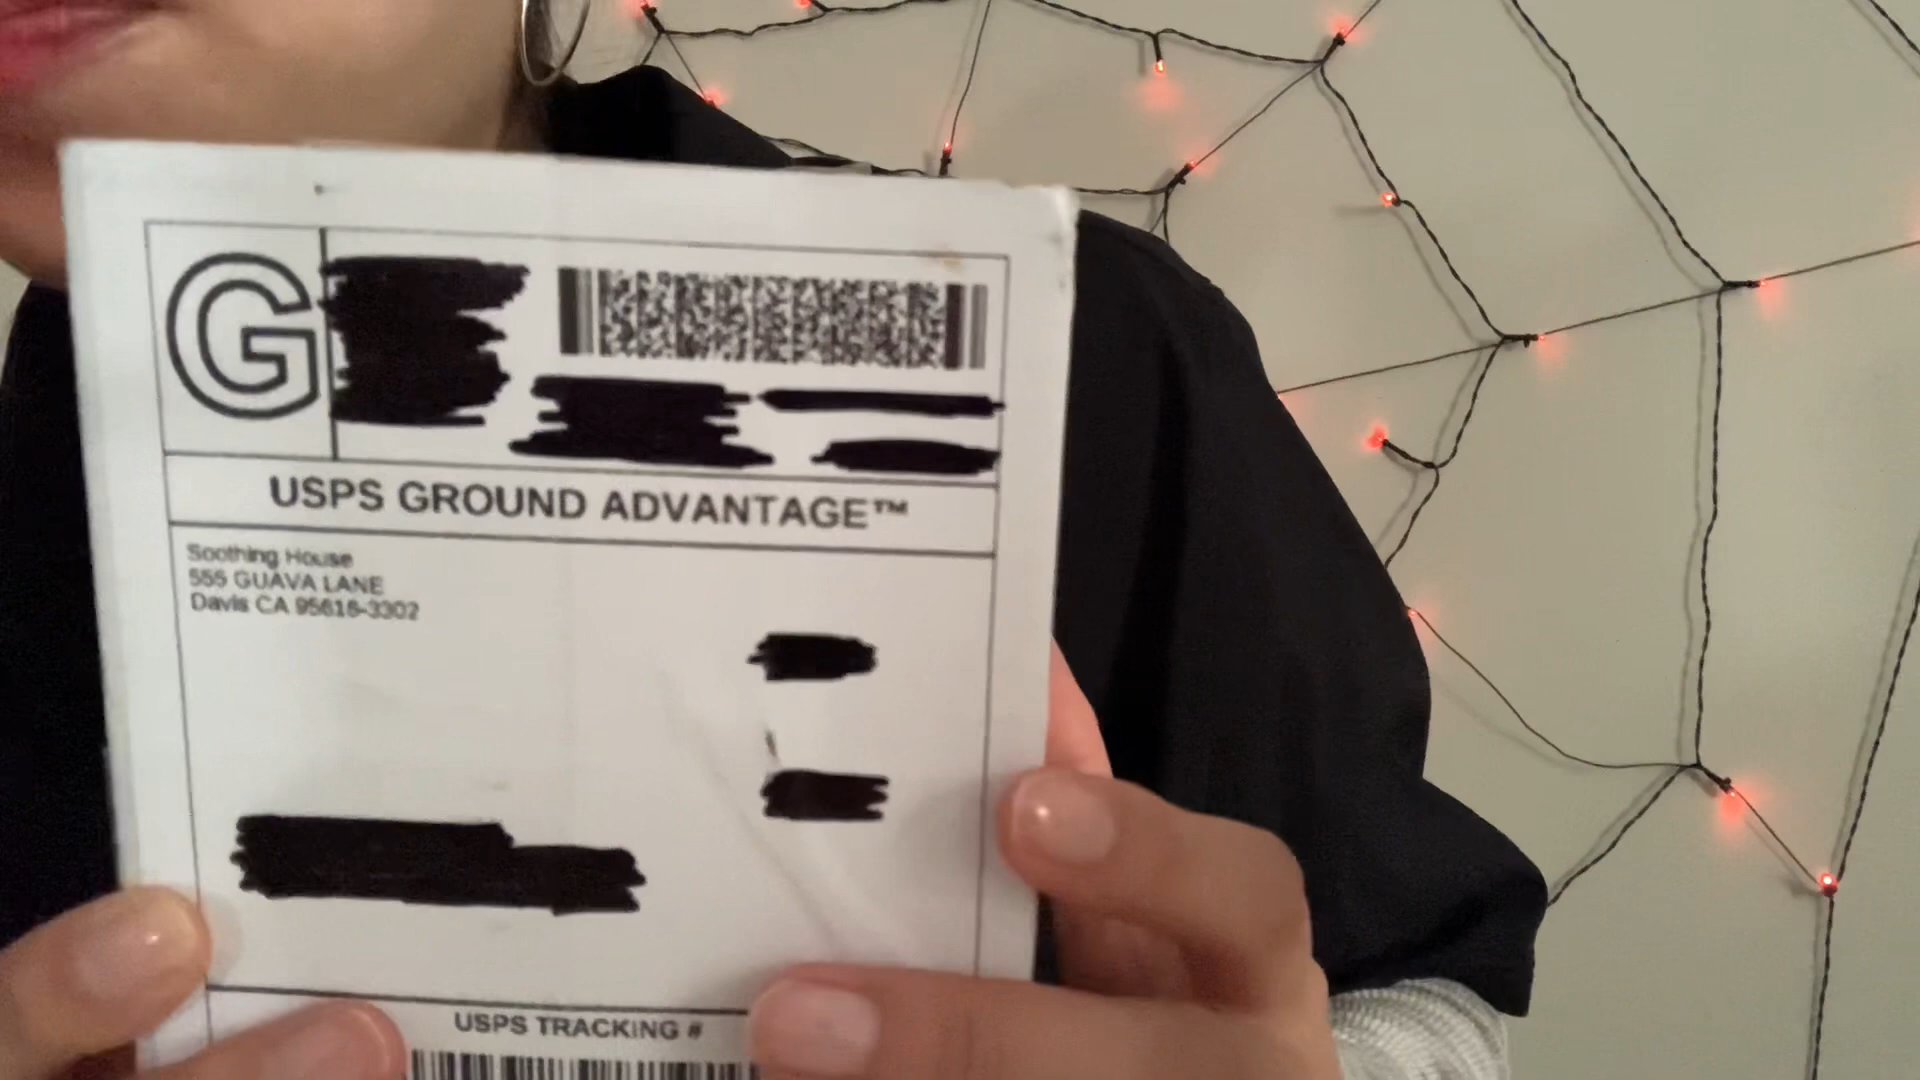 G
USPS GROUND ADVANTAGE™
Soothing House
555 GUAVA LANE
Davis CA 95616-3302
USPS TRACKING #